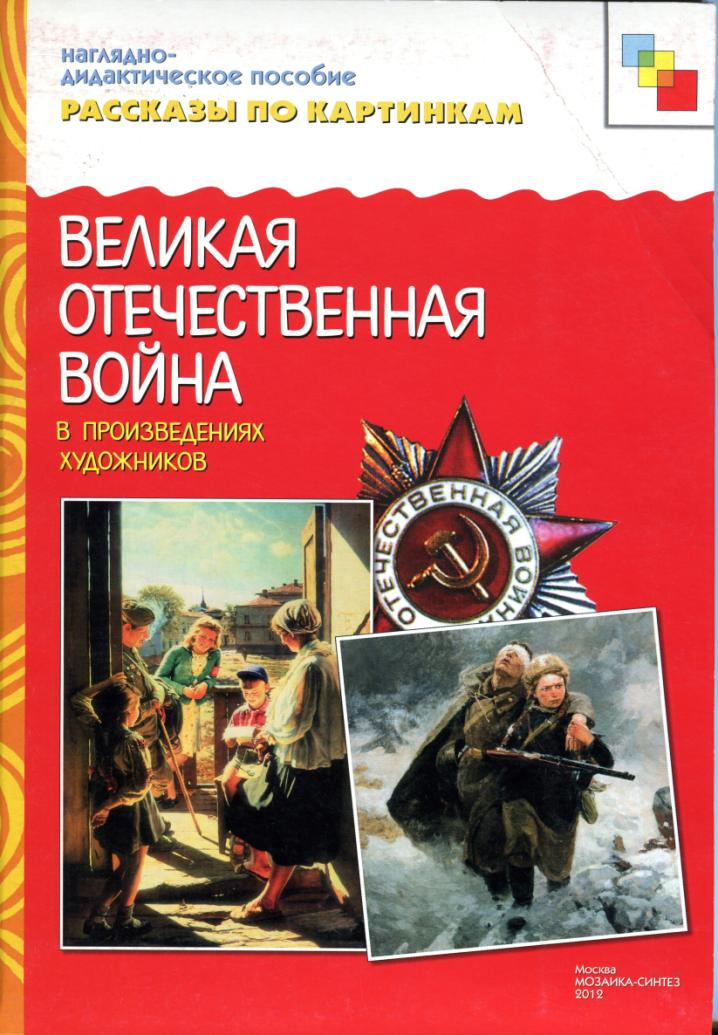 НАГЛЯДНО-
ДИДАКТИЧЕСКОЕ ПОСОБИЕ
РАССКАЗЫ ПО КАРТИНКАМ
ВЕЛИКАЯ
ОТЕЧЕСТВЕННАЯ
ВОЙНА
В ПРОИЗВЕДЕНИЯХ
ХУДОЖНИКОВ
ОТЕЧЕСТВЕННАЯ ВОЙНА
Москва
МОЗАИКА-СИНТЕЗ
2012